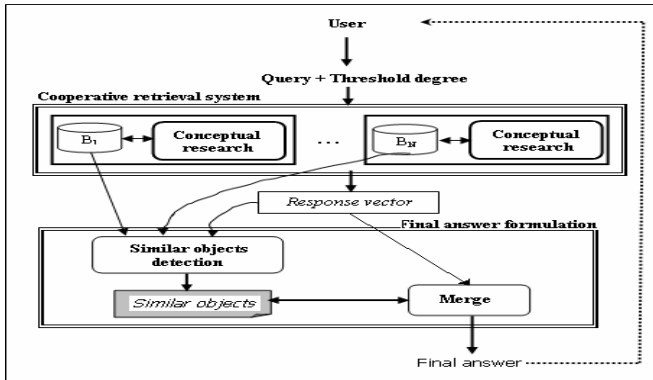 User
Query + Threshold degree
Cooperative retrieval system
B1
Conceptual
research
...
BN
Conceptual
research
Response vector
Final answer formulation
Similar objects
detection
Similar objects
Merge
Final answer